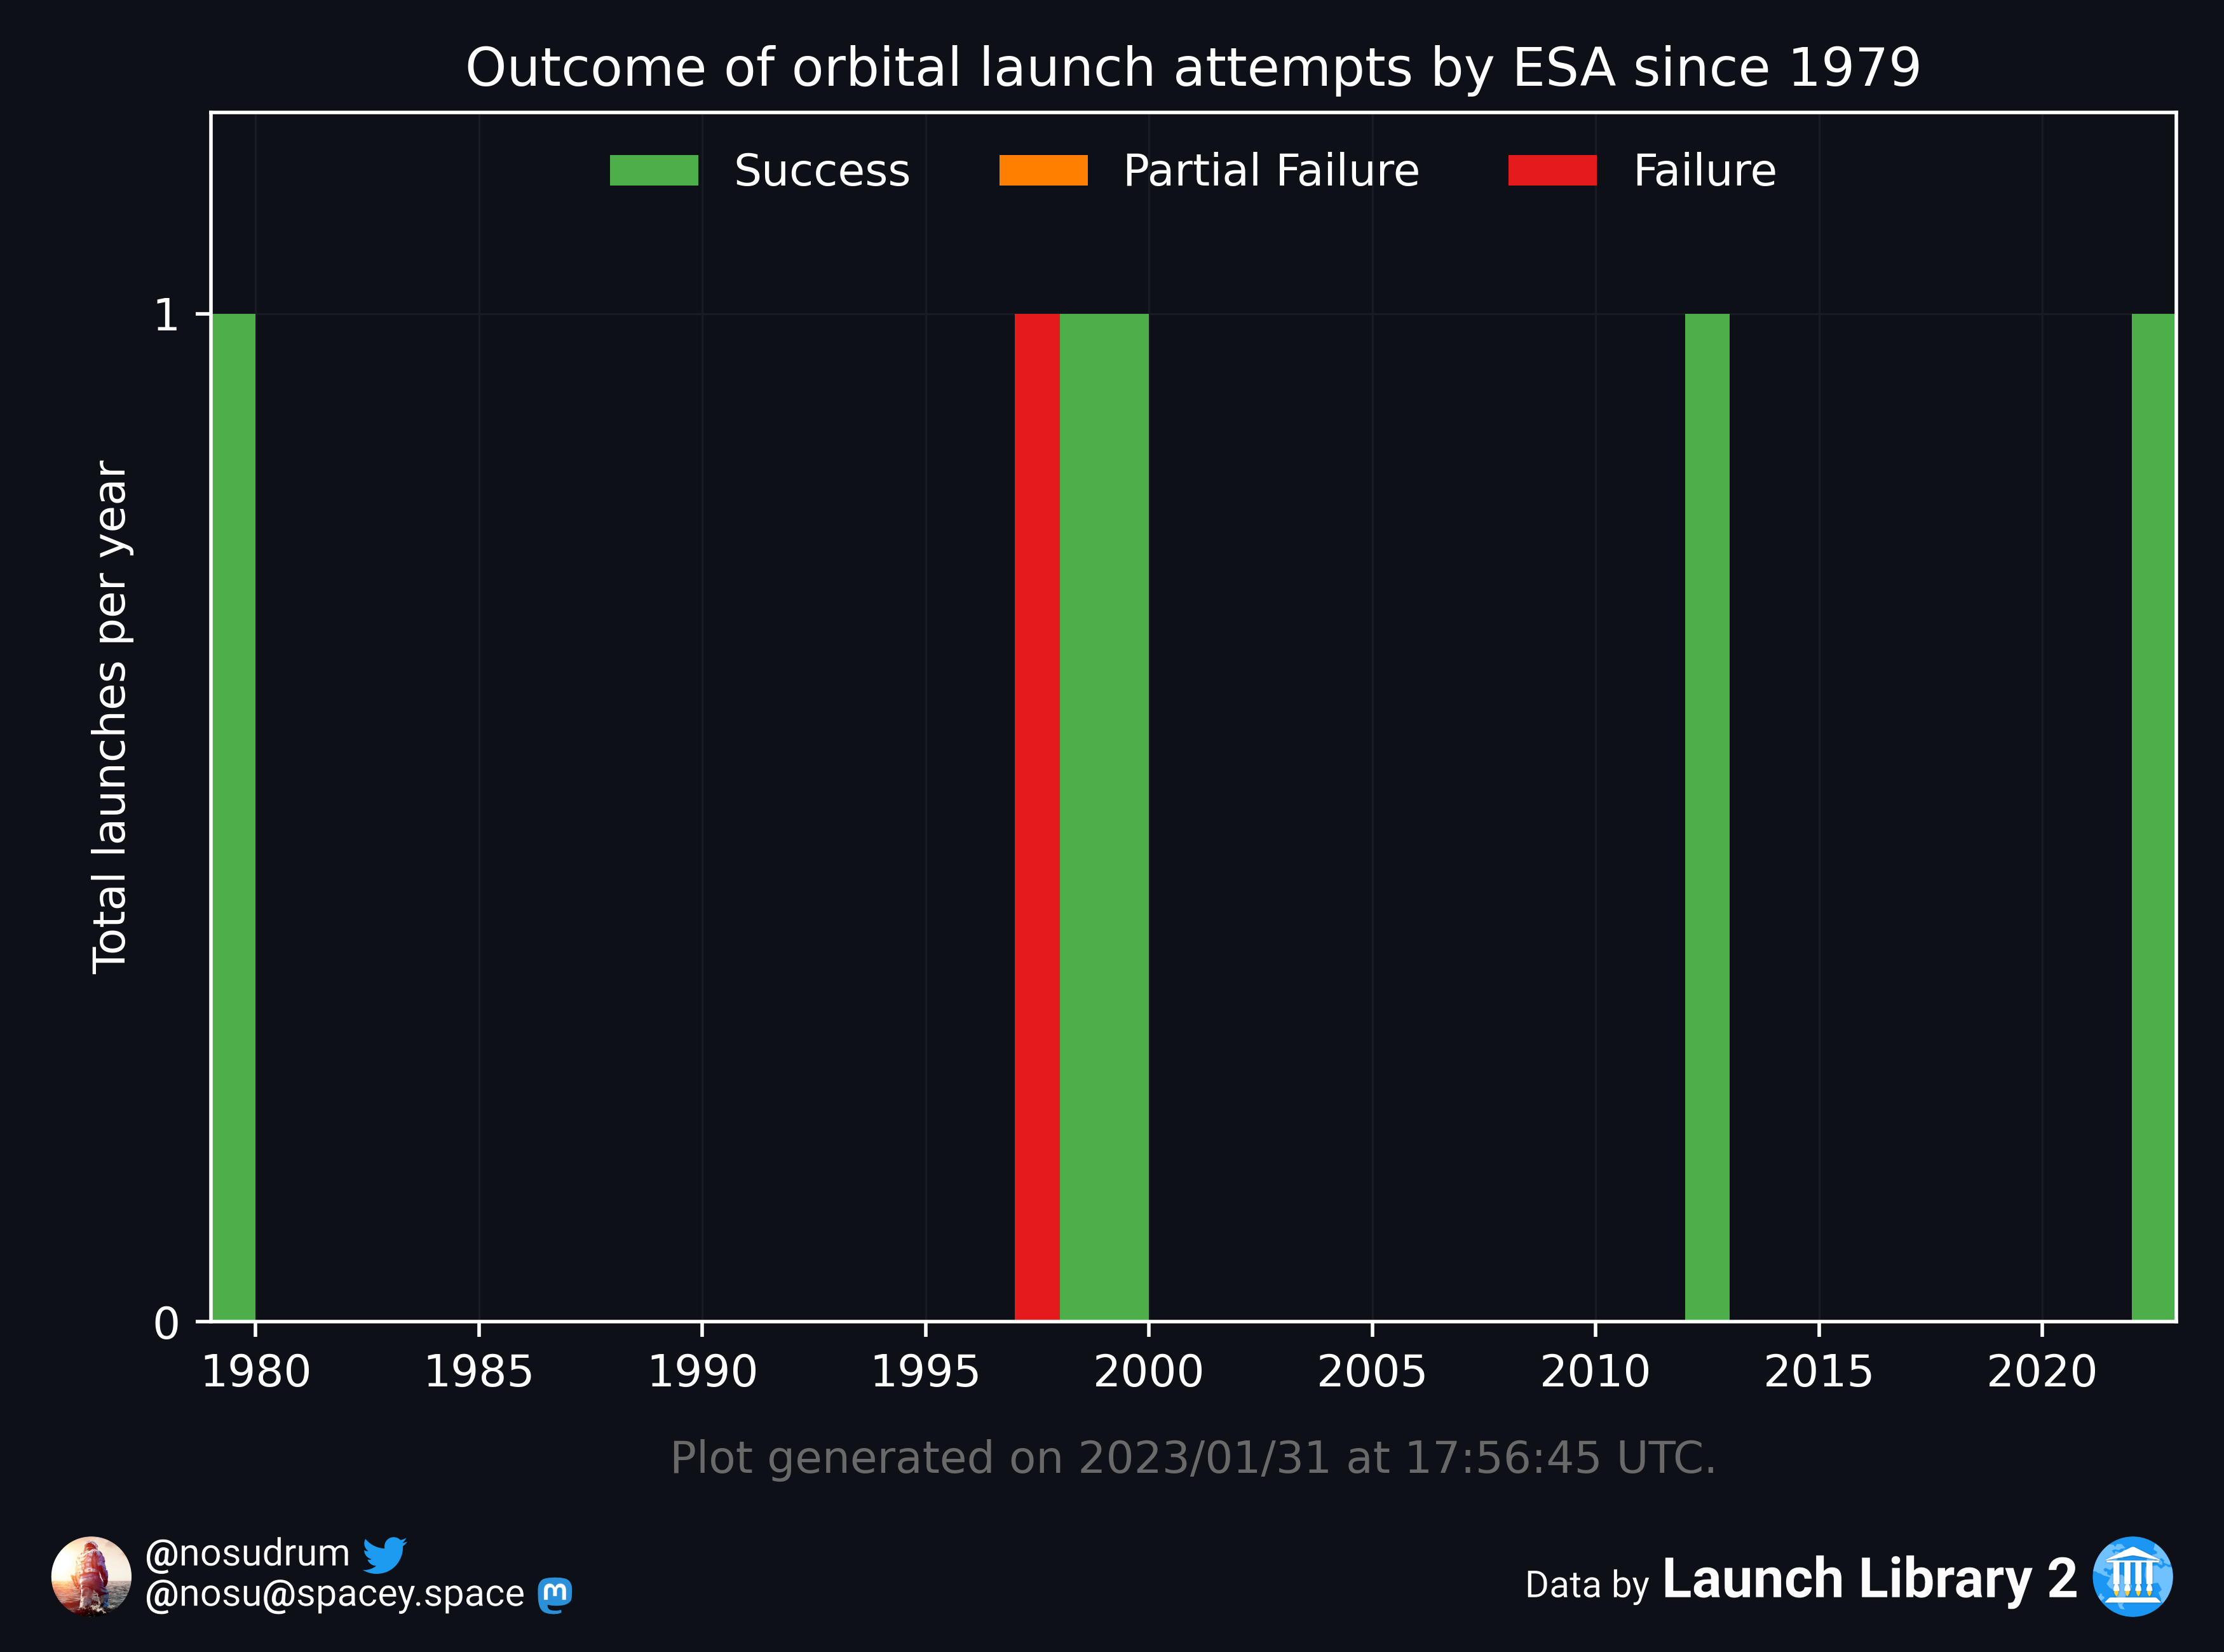 Outcome of orbital launch attempts by ESA since 1979
Success Partial Failure Failure
Total launches per year
1
0
1980 1985 1990 1995 2000 2005 2010 2015 2020
Plot generated on 2023/01/31 at 17:56:45 UTC.
@nosudrum
@nosu@spacey.space
Data by Launch Library 2